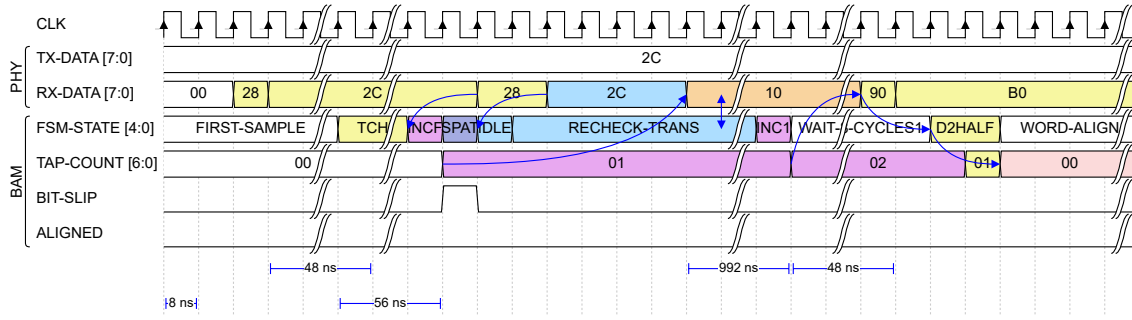 CLK
PHY
TX-DATA [7:0] 2C
RX-DATA [7:0] 00 28 2C 28 2C 10 90 B0
BAM
FSM-STATE [4:0] FIRST-SAMPLE TCH INCF SPAT IDLE RECHECK-TRANS INC1 WAIT- -CYCLES1 D2HALF WORD-ALIGN
TAP-COUNT [6:0] 00 01 02 01 00
BIT-SLIP
ALIGNED
48 ns 992 ns 48 ns
8 ns 56 ns